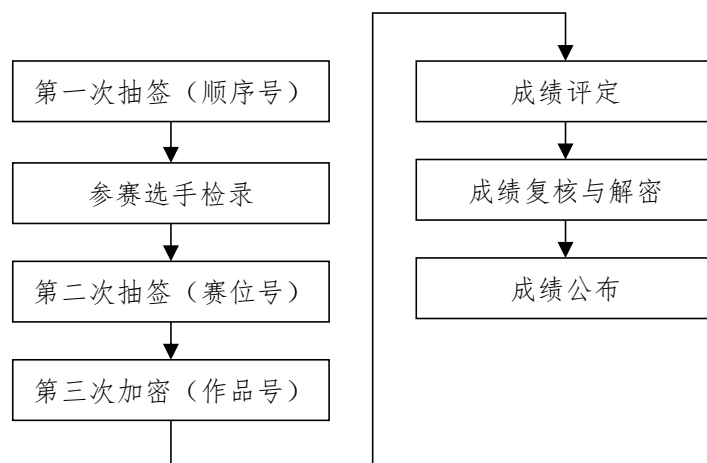 第一次抽签（顺序号）
参赛选手检录
第二次抽签（赛位号）
第三次加密（作品号）
成绩评定
成绩复核与解密
成绩公布